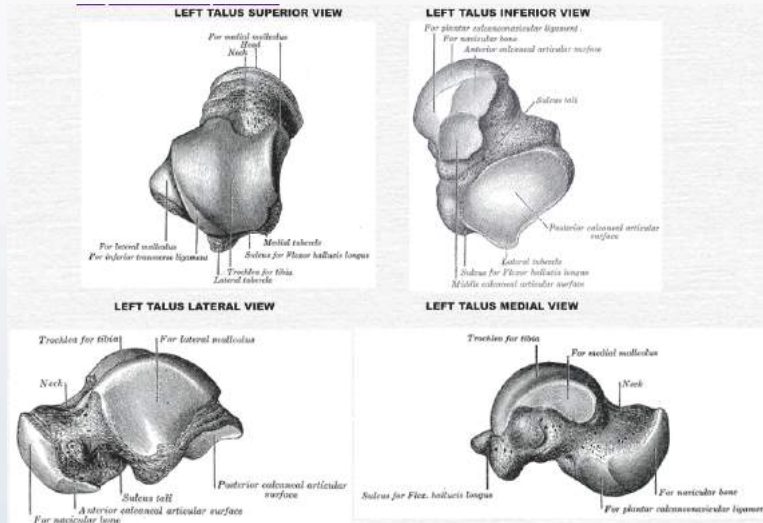 LEFT TALUS SUPERIOR VIEW
For medial malleolus
Head
Neck
For lateral malleolus
For inferior transverse ligament
Medial tubercle
Sulcus for Flexor hallucis longus
Trochlea for tibia
Lateral tubercle
LEFT TALUS INFERIOR VIEW
For plantar calcaneonavicular ligament.
For navicular bone
Anterior calcaneal articular surface
Sulcus tali
Posterior calcaneal articular
surface
Lateral tubercle
Sulcus for Flexor hallucis longus
Middle calcaneal articular surface
LEFT TALUS LATERAL VIEW
Trochlea for tibia
For lateral malleolus
Neck
Posterior calcaneal articular
surface
Sulcus tali
Anterior calcaneal articular surface
For navicular bone
LEFT TALUS MEDIAL VIEW
Trochlea for tibia
For medial malleolus
Neck
Sulcus for Flex. hallucis longus
For navicular bone
For plantar calcaneonavicular ligament